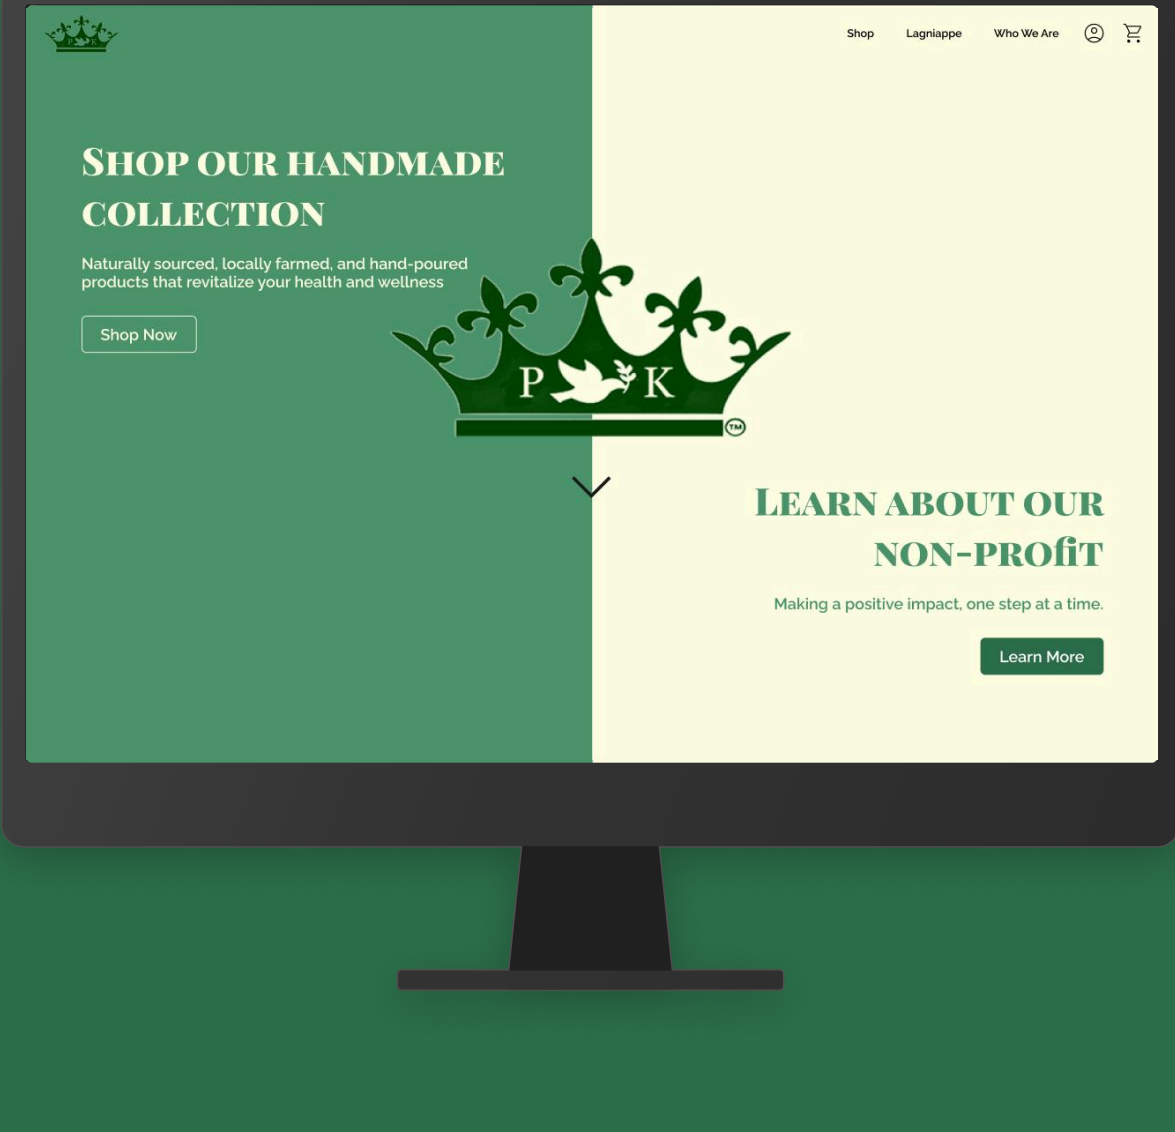 P K
Shop Lagniappe Who We Are
Shop our handmade
collection
Naturally sourced, locally farmed, and hand-poured
products that revitalize your health and wellness
Shop Now
P K
TM
Learn about our
non-profit
Making a positive impact, one step at a time.
Learn More